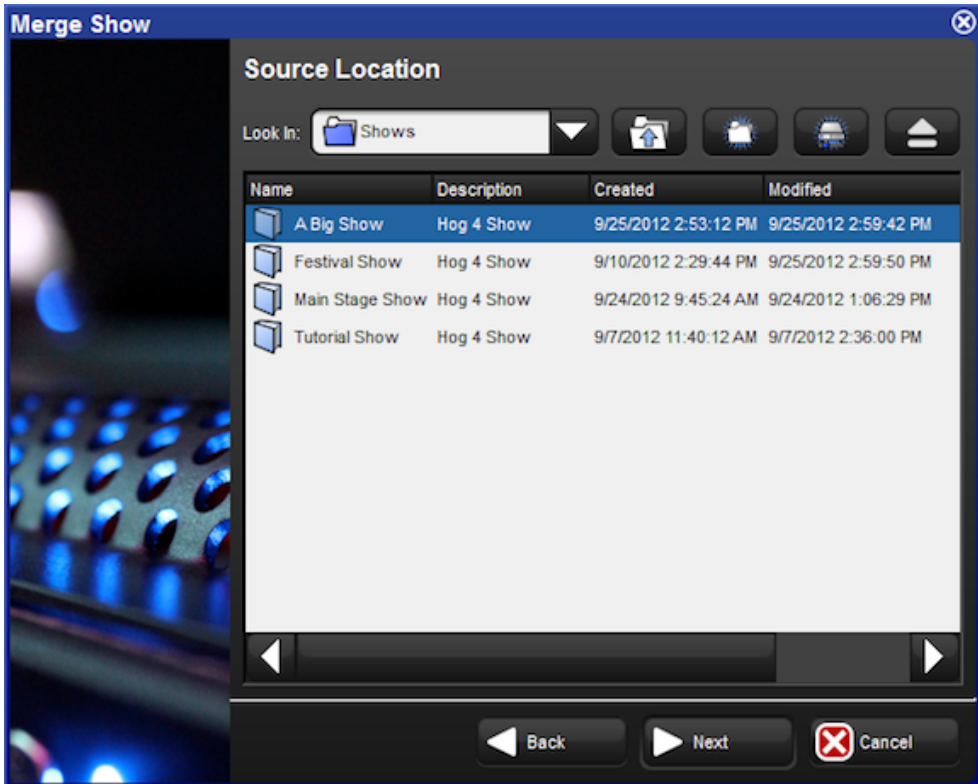 Merge Show
Source Location
Look In: Shows
Name Description Created Modified
A Big Show Hog 4 Show 9/25/2012 2:53:12 PM 9/25/2012 2:59:42 PM
Festival Show Hog 4 Show 9/10/2012 2:29:44 PM 9/25/2012 2:59:50 PM
Main Stage Show Hog 4 Show 9/24/2012 9:45:24 AM 9/24/2012 1:06:29 PM
Tutorial Show Hog 4 Show 9/7/2012 11:40:12 AM 9/7/2012 2:36:00 PM
Back Next Cancel